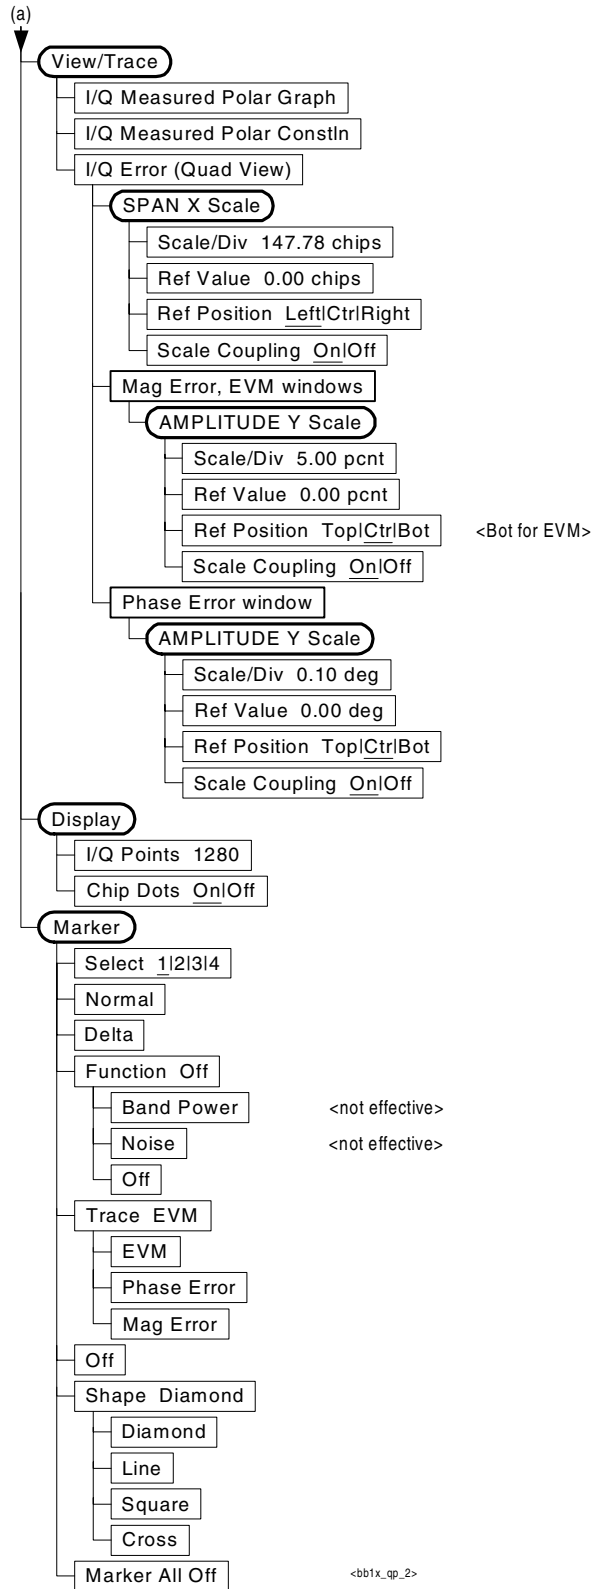 (a)
View/Trace
I/Q Measured Polar Graph
I/Q Measured Polar Constln
I/Q Error (Quad View)
SPAN X Scale
Scale/Div 147.78 chips
Ref Value 0.00 chips
Ref Position Left|Ctr|Right
Scale Coupling On|Off
Mag Error, EVM windows
AMPLITUDE Y Scale
Scale/Div 5.00 pcnt
Ref Value 0.00 pcnt
Ref Position Top|Ctr|Bot <Bot for EVM>
Scale Coupling On|Off
Phase Error window
AMPLITUDE Y Scale
Scale/Div 0.10 deg
Ref Value 0.00 deg
Ref Position Top|Ctr|Bot
Scale Coupling On|Off
Display
I/Q Points 1280
Chip Dots On|Off
Marker
Select 1|2|3|4
Normal
Delta
Function Off
Band Power <not effective>
Noise <not effective>
Off
Trace EVM
EVM
Phase Error
Mag Error
Off
Shape Diamond
Diamond
Line
Square
Cross
Marker All Off <bb1x_qp_2>